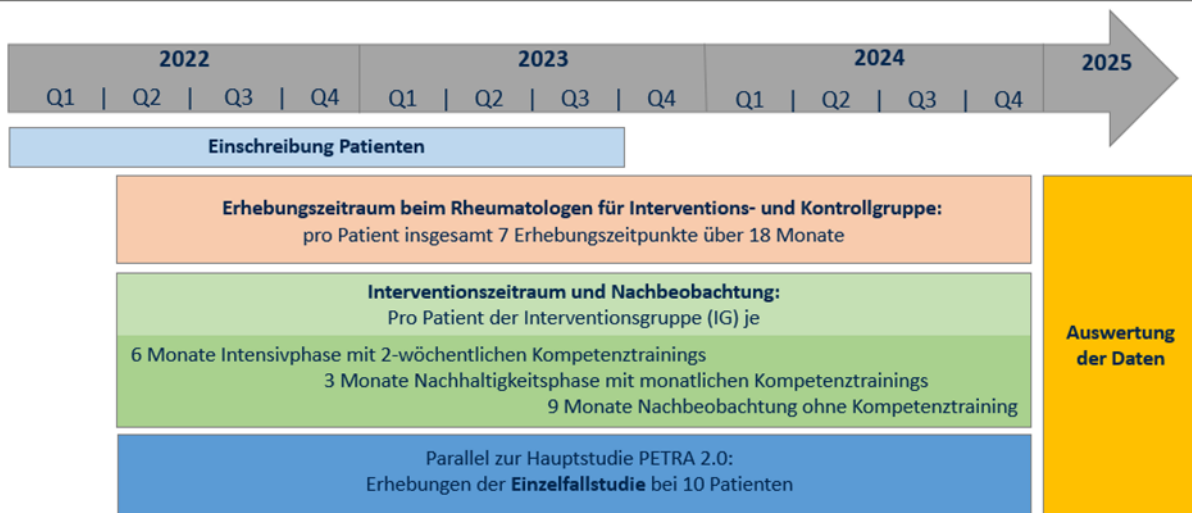 2022 2023 2024 2025
Q1 | Q2 | Q3 | Q4 Q1 | Q2 | Q3 | Q4 Q1 | Q2 | Q3 | Q4
Einschreibung Patienten
Erhebungszeitraum beim Rheumatologen für Interventions- und Kontrollgruppe:
pro Patient insgesamt 7 Erhebungszeitpunkte über 18 Monate
Interventionszeitraum und Nachbeobachtung:
Pro Patient der Interventionsgruppe (IG) je
6 Monate Intensivphase mit 2-wöchentlichen Kompetenztrainings
3 Monate Nachhaltigkeitsphase mit monatlichen Kompetenztrainings
9 Monate Nachbeobachtung ohne Kompetenztraining
Parallel zur Hauptstudie PETRA 2.0:
Erhebungen der Einzelfallstudie bei 10 Patienten
Auswertung
der Daten